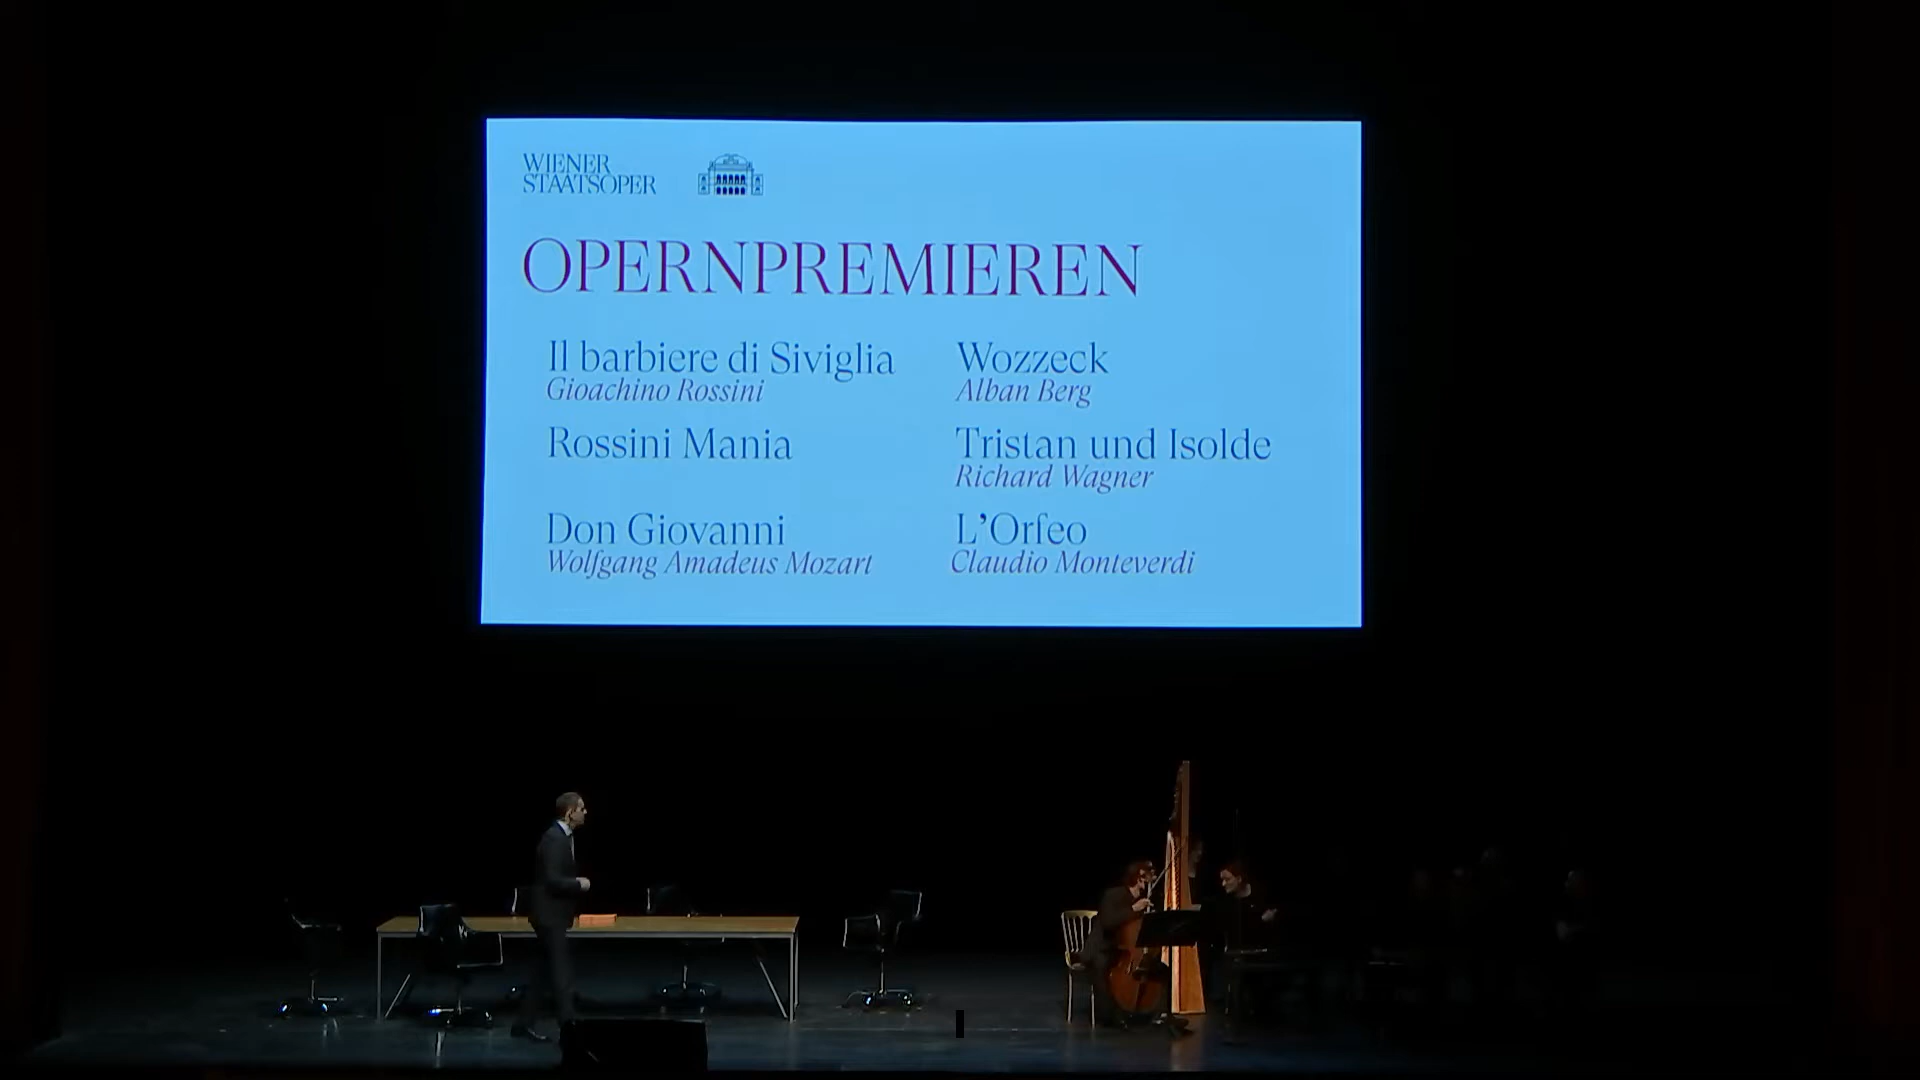 WIENER
STAATSOPER
OPERNPREMIEREN
Il barbiere di Siviglia
Gioachino Rossini
Rossini Mania
Don Giovanni
Wolfgang Amadeus Mozart
Wozzeck
Alban Berg
Tristan und Isolde
Richard Wagner
L’Orfeo
Claudio Monteverdi